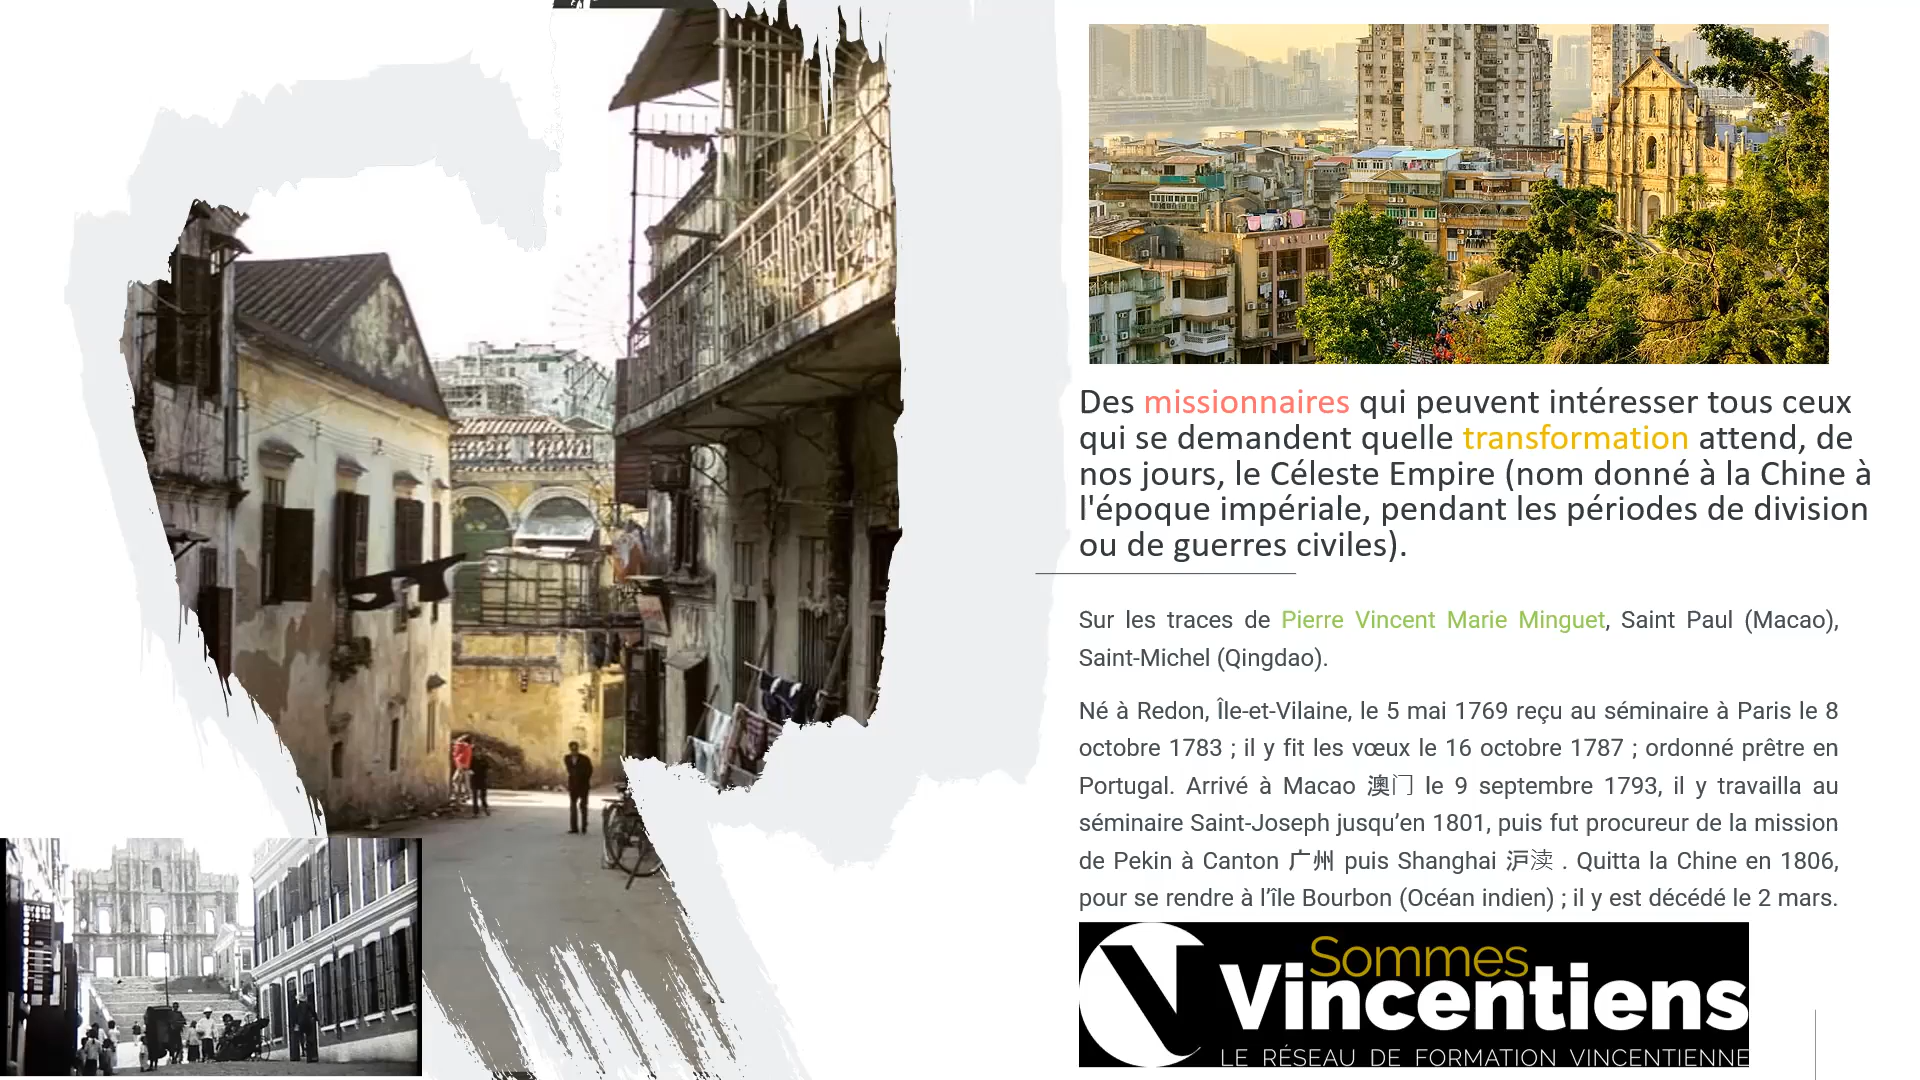 Des missionnaires qui peuvent intéresser tous ceux
qui se demandent quelle transformation attend, de
nos jours, le Céleste Empire (nom donné à la Chine à
l'époque impériale, pendant les périodes de division
ou de guerres civiles).
Sur les traces de Pierre Vincent Marie Minguet, Saint Paul (Macao),
Saint-Michel (Qingdao).
Né à Redon, Île-et-Vilaine, le 5 mai 1769 reçu au séminaire à Paris le 8
octobre 1783 ; il y fit les vœux le 16 octobre 1787 ; ordonné prêtre en
Portugal. Arrivé à Macao 澳门 le 9 septembre 1793, il y travailla au
séminaire Saint-Joseph jusqu’en 1801, puis fut procureur de la mission
de Pekin à Canton 广州 puis Shanghai 沪渎 . Quitta la Chine en 1806,
pour se rendre à l’île Bourbon (Océan indien) ; il y est décédé le 2 mars.
Sommes
Vincentiens
LE RÉSEAU DE FORMATION VINCENTIENNE